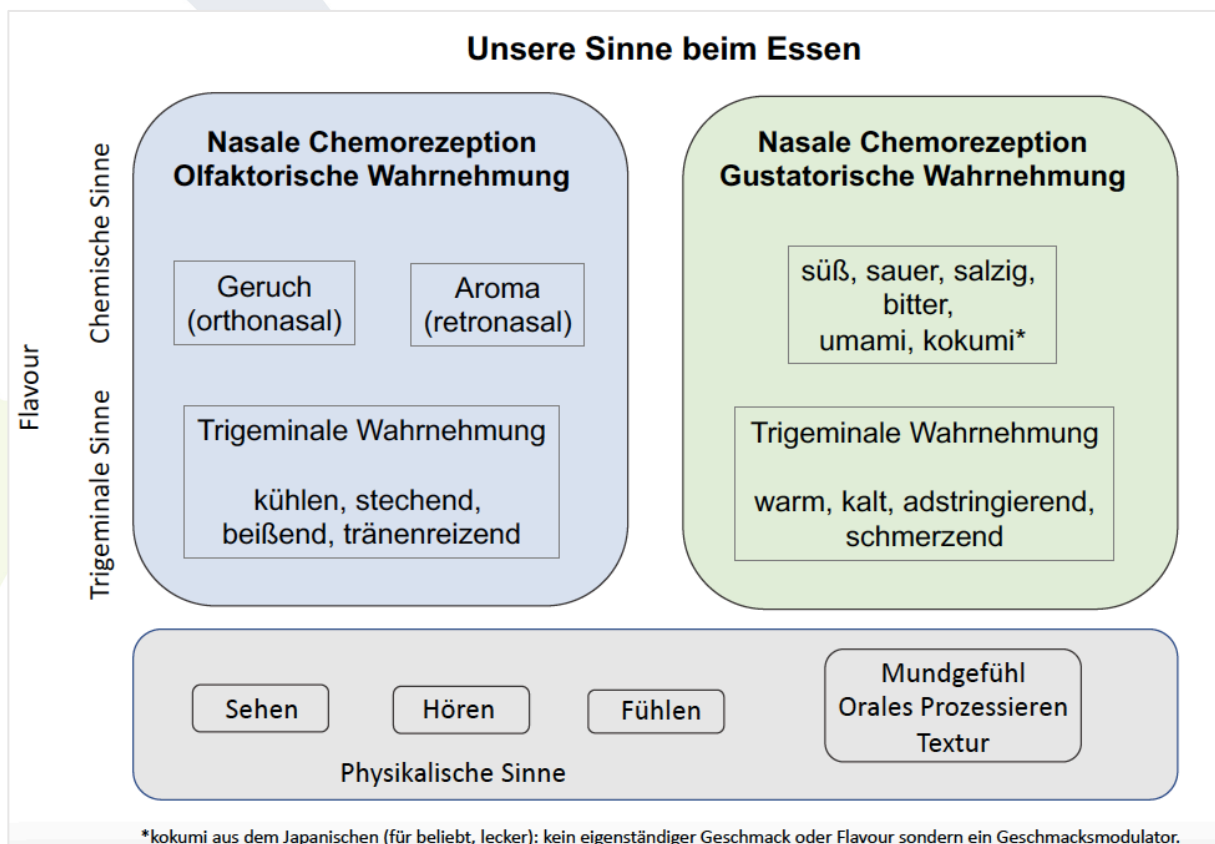 Unsere Sinne beim Essen
Flavour
Chemische Sinne
Trigeminale Sinne
Nasale Chemorezeption
Olfaktorische Wahrnehmung
Geruch
(orthonasal)
Aroma
(retronasal)
Trigeminale Wahrnehmung
kühlen, stechend,
beißend, tränenreizend
Nasale Chemorezeption
Gustatorische Wahrnehmung
süß, sauer, salzig,
bitter,
umami, kokumi*
Trigeminale Wahrnehmung
warm, kalt, adstringierend,
schmerzend
Sehen
Hören
Fühlen
Mundgefühl
Orales Prozessieren
Textur
Physikalische Sinne
*kokumi aus dem Japanischen (für beliebt, lecker): kein eigenständiger Geschmack oder Flavour sondern ein Geschmacksmodulator.